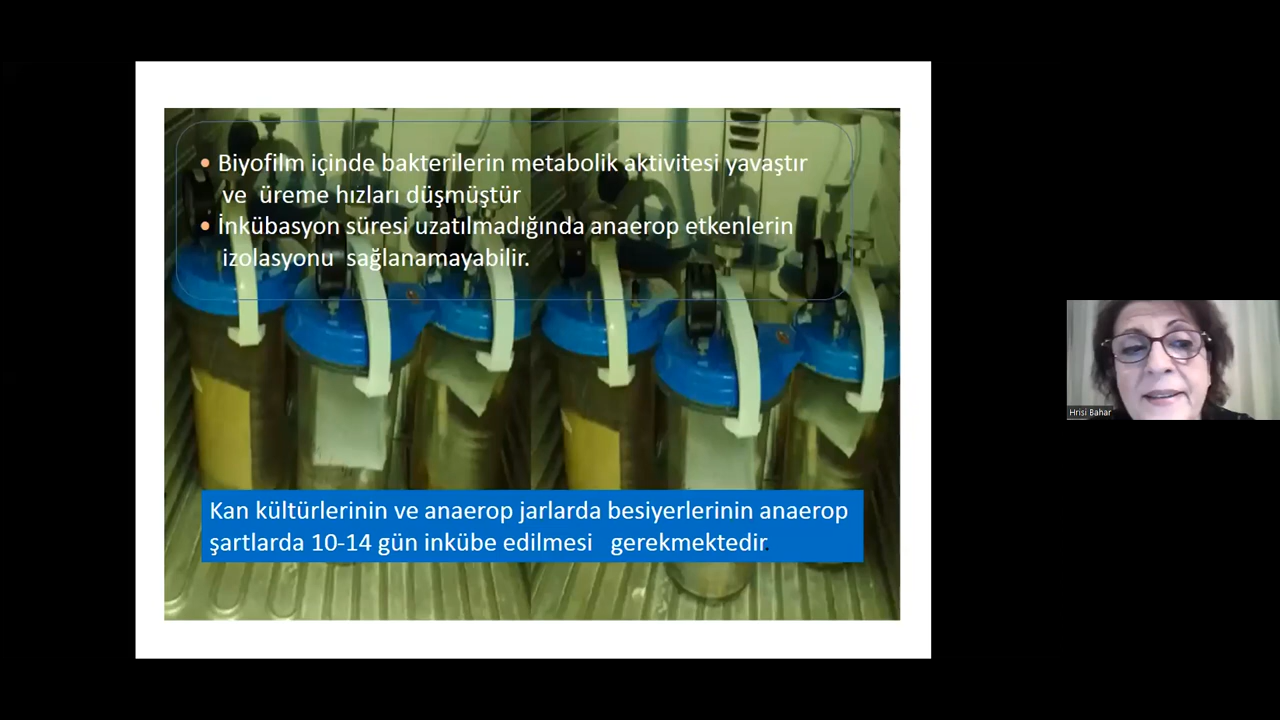 • Biyofilm içinde bakterilerin metabolik aktivitesi yavaştır
ve üreme hızları düşmüştür
• İnkübasyon süresi uzatılmadığında anaerop etkenlerin
izolasyonu sağlanamayabilir.
Kan kültürlerinin ve anaerop jarlarda besiyerlerinin anaerop
şartlarda 10-14 gün inkübe edilmesi gerekmektedir.
Hrisi Bahar